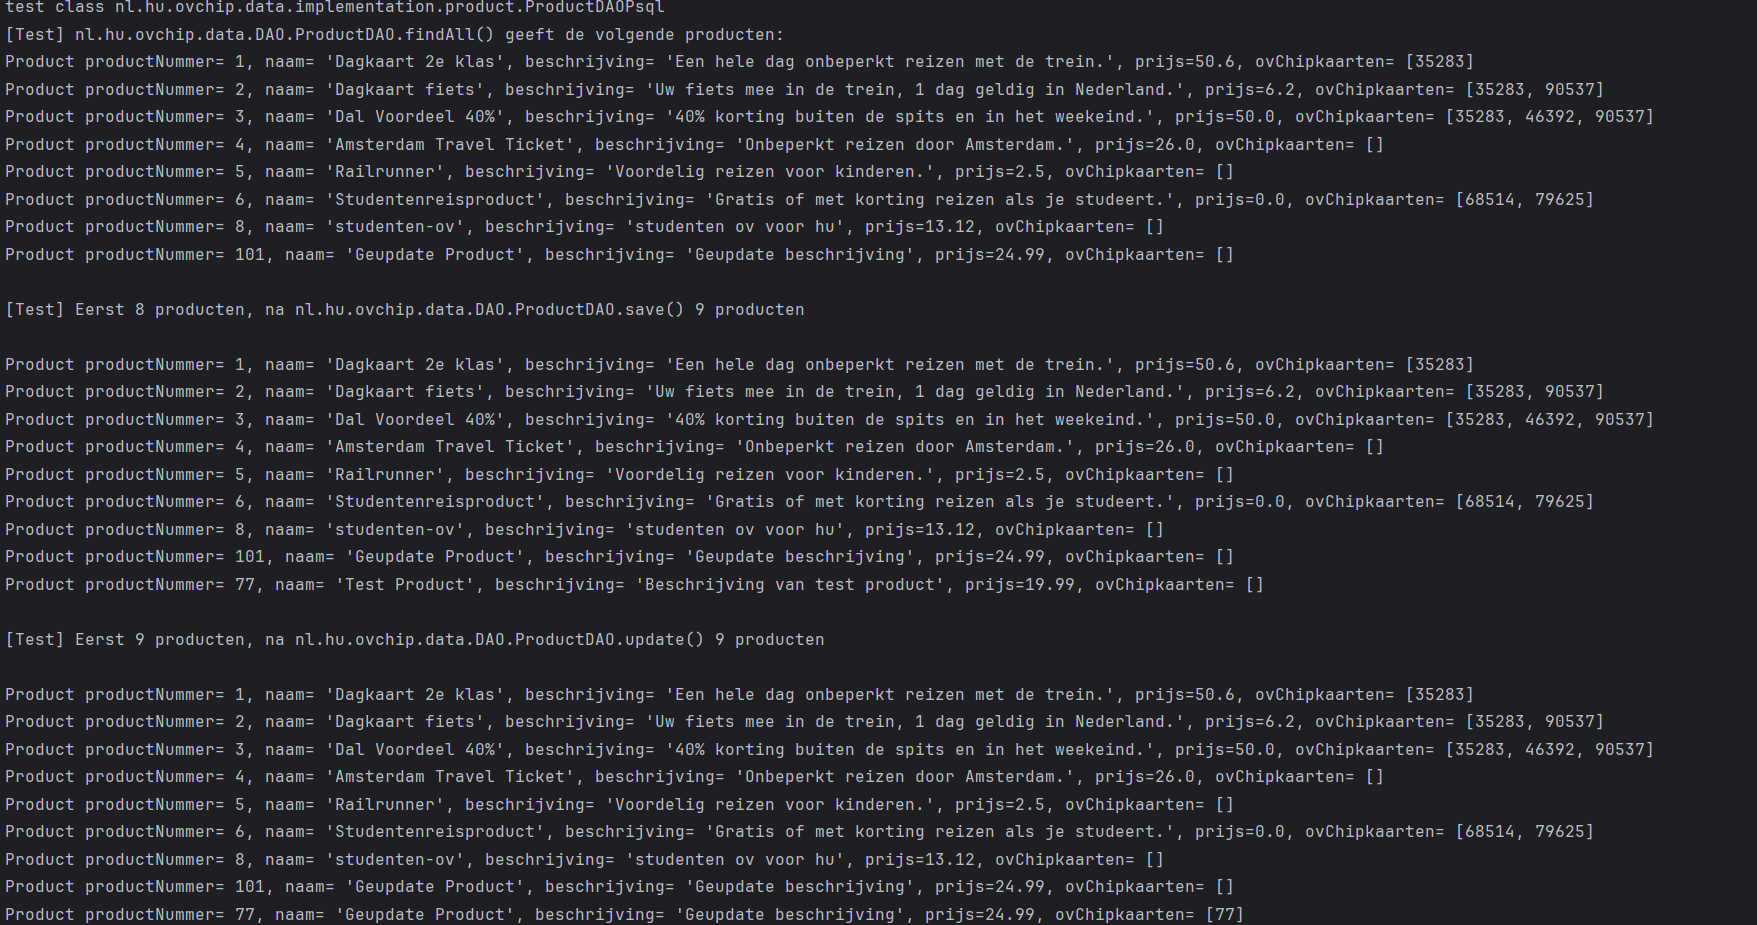 test class nl.hu.ovchip.data.implementation.product.ProductDAOPsql
[Test] nl.hu.ovchip.data.DAO.ProductDAO.findAll() geeft de volgende producten:
Product productNummer= 1, naam= 'Dagkaart 2e klas', beschrijving= 'Een hele dag onbeperkt reizen met de trein.', prijs=50.6, ovChipkaarten= [35283]
Product productNummer= 2, naam= 'Dagkaart fiets', beschrijving= 'Uw fiets mee in de trein, 1 dag geldig in Nederland.', prijs=6.2, ovChipkaarten= [35283, 90537]
Product productNummer= 3, naam= 'Dal Voordeel 40%', beschrijving= '40% korting buiten de spits en in het weekeind.', prijs=50.0, ovChipkaarten= [35283, 46392, 90537]
Product productNummer= 4, naam= 'Amsterdam Travel Ticket', beschrijving= 'Onbeperkt reizen door Amsterdam.', prijs=26.0, ovChipkaarten= []
Product productNummer= 5, naam= 'Railrunner', beschrijving= 'Voordelig reizen voor kinderen.', prijs=2.5, ovChipkaarten= []
Product productNummer= 6, naam= 'Studentenreisproduct', beschrijving= 'Gratis of met korting reizen als je studeert.', prijs=0.0, ovChipkaarten= [68514, 79625]
Product productNummer= 8, naam= 'studenten-ov', beschrijving= 'studenten ov voor hu', prijs=13.12, ovChipkaarten= []
Product productNummer= 101, naam= 'Geupdate Product', beschrijving= 'Geupdate beschrijving', prijs=24.99, ovChipkaarten= []
[Test] Eerst 8 producten, na nl.hu.ovchip.data.DAO.ProductDAO.save() 9 producten
Product productNummer= 1, naam= 'Dagkaart 2e klas', beschrijving= 'Een hele dag onbeperkt reizen met de trein.', prijs=50.6, ovChipkaarten= [35283]
Product productNummer= 2, naam= 'Dagkaart fiets', beschrijving= 'Uw fiets mee in de trein, 1 dag geldig in Nederland.', prijs=6.2, ovChipkaarten= [35283, 90537]
Product productNummer= 3, naam= 'Dal Voordeel 40%', beschrijving= '40% korting buiten de spits en in het weekeind.', prijs=50.0, ovChipkaarten= [35283, 46392, 90537]
Product productNummer= 4, naam= 'Amsterdam Travel Ticket', beschrijving= 'Onbeperkt reizen door Amsterdam.', prijs=26.0, ovChipkaarten= []
Product productNummer= 5, naam= 'Railrunner', beschrijving= 'Voordelig reizen voor kinderen.', prijs=2.5, ovChipkaarten= []
Product productNummer= 6, naam= 'Studentenreisproduct', beschrijving= 'Gratis of met korting reizen als je studeert.', prijs=0.0, ovChipkaarten= [68514, 79625]
Product productNummer= 8, naam= 'studenten-ov', beschrijving= 'studenten ov voor hu', prijs=13.12, ovChipkaarten= []
Product productNummer= 101, naam= 'Geupdate Product', beschrijving= 'Geupdate beschrijving', prijs=24.99, ovChipkaarten= []
Product productNummer= 77, naam= 'Test Product', beschrijving= 'Beschrijving van test product', prijs=19.99, ovChipkaarten= []
[Test] Eerst 9 producten, na nl.hu.ovchip.data.DAO.ProductDAO.update() 9 producten
Product productNummer= 1, naam= 'Dagkaart 2e klas', beschrijving= 'Een hele dag onbeperkt reizen met de trein.', prijs=50.6, ovChipkaarten= [35283]
Product productNummer= 2, naam= 'Dagkaart fiets', beschrijving= 'Uw fiets mee in de trein, 1 dag geldig in Nederland.', prijs=6.2, ovChipkaarten= [35283, 90537]
Product productNummer= 3, naam= 'Dal Voordeel 40%', beschrijving= '40% korting buiten de spits en in het weekeind.', prijs=50.0, ovChipkaarten= [35283, 46392, 90537]
Product productNummer= 4, naam= 'Amsterdam Travel Ticket', beschrijving= 'Onbeperkt reizen door Amsterdam.', prijs=26.0, ovChipkaarten= []
Product productNummer= 5, naam= 'Railrunner', beschrijving= 'Voordelig reizen voor kinderen.', prijs=2.5, ovChipkaarten= []
Product productNummer= 6, naam= 'Studentenreisproduct', beschrijving= 'Gratis of met korting reizen als je studeert.', prijs=0.0, ovChipkaarten= [68514, 79625]
Product productNummer= 8, naam= 'studenten-ov', beschrijving= 'studenten ov voor hu', prijs=13.12, ovChipkaarten= []
Product productNummer= 101, naam= 'Geupdate Product', beschrijving= 'Geupdate beschrijving', prijs=24.99, ovChipkaarten= []
Product productNummer= 77, naam= 'Geupdate Product', beschrijving= 'Geupdate beschrijving', prijs=24.99, ovChipkaarten= [77]